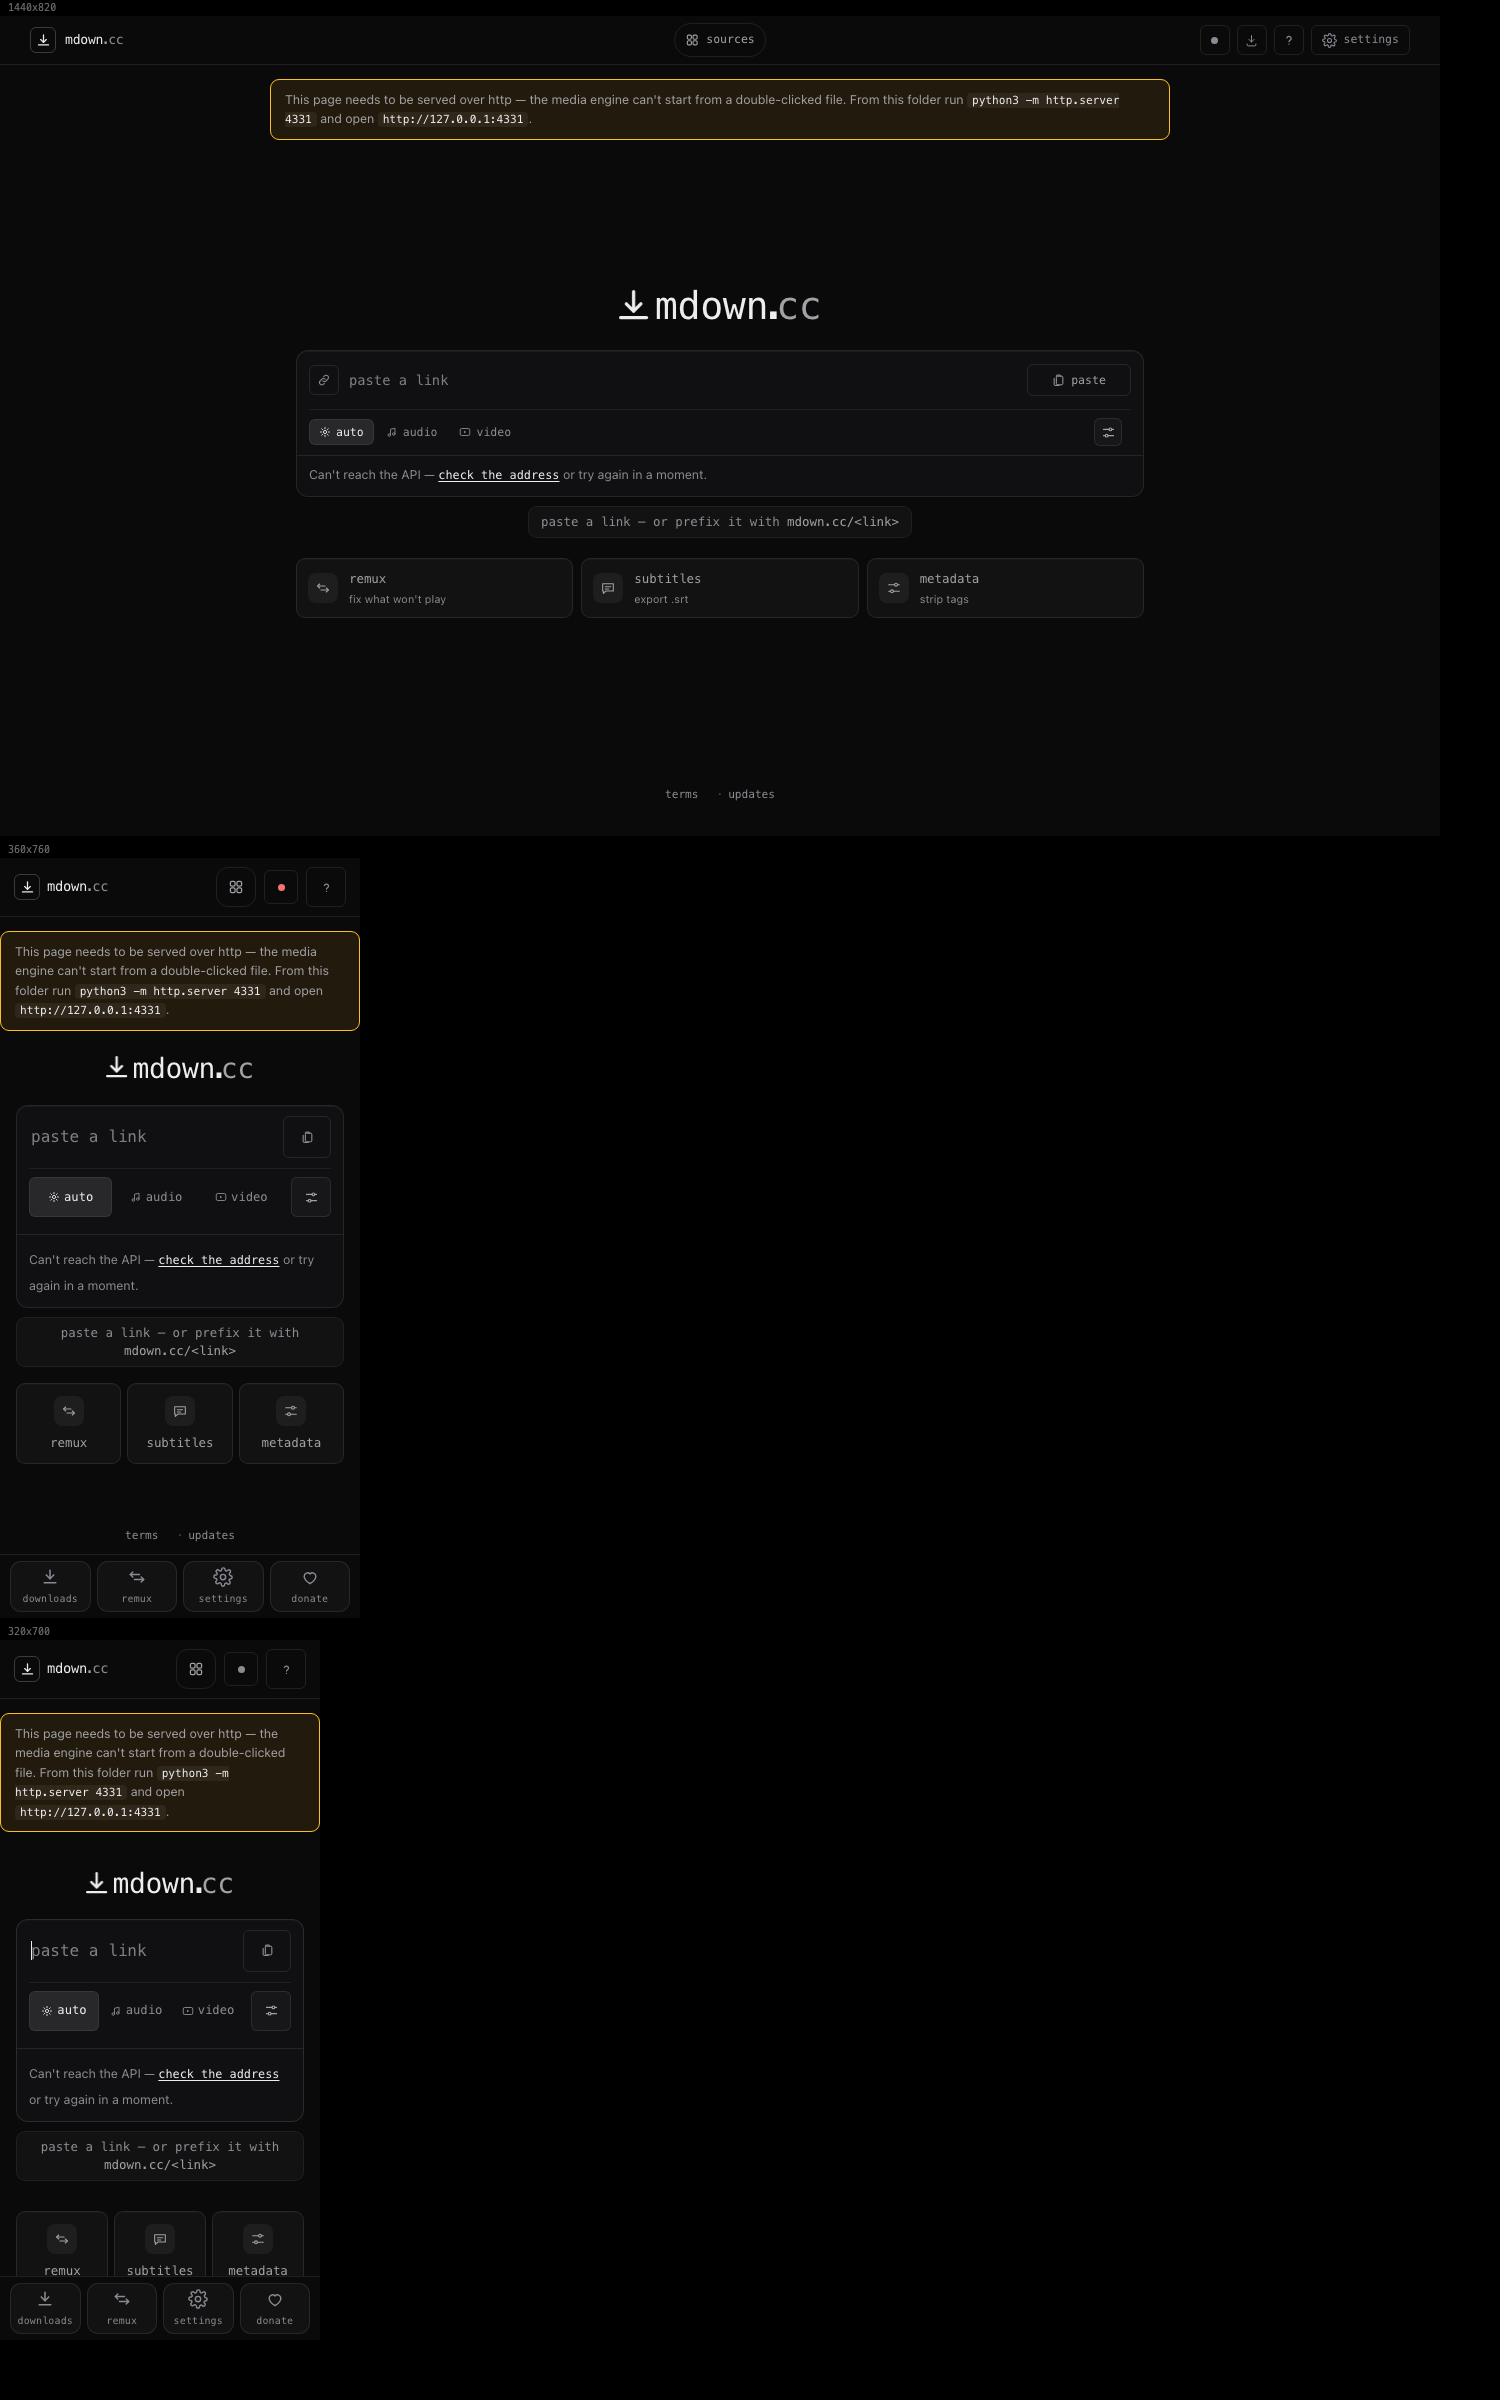 1440x820
mdown.cc
sources
?
settings
This page needs to be served over http — the media engine can't start from a double-clicked file. From this folder run python3 -m http.server
4331 and open http://127.0.0.1:4331.
mdown.cc
paste a link
paste
auto
audio
video
Can't reach the API — check the address or try again in a moment.
paste a link — or prefix it with mdown.cc/<link>
remux
fix what won't play
subtitles
export .srt
metadata
strip tags
terms · updates
360x760
mdown.cc
?
This page needs to be served over http — the media
engine can't start from a double-clicked file. From this
folder run python3 -m http.server 4331 and open
http://127.0.0.1:4331.
mdown.cc
paste a link
auto
audio
video
Can't reach the API — check the address or try
again in a moment.
paste a link — or prefix it with
mdown.cc/<link>
remux
subtitles
metadata
terms · updates
downloads
remux
settings
donate
320x700
mdown.cc
?
This page needs to be served over http — the
media engine can't start from a double-clicked
file. From this folder run python3 -m
http.server 4331 and open
http://127.0.0.1:4331.
mdown.cc
paste a link
auto
audio
video
Can't reach the API — check the address
or try again in a moment.
paste a link — or prefix it with
mdown.cc/<link>
remux
subtitles
metadata
downloads
remux
settings
donate